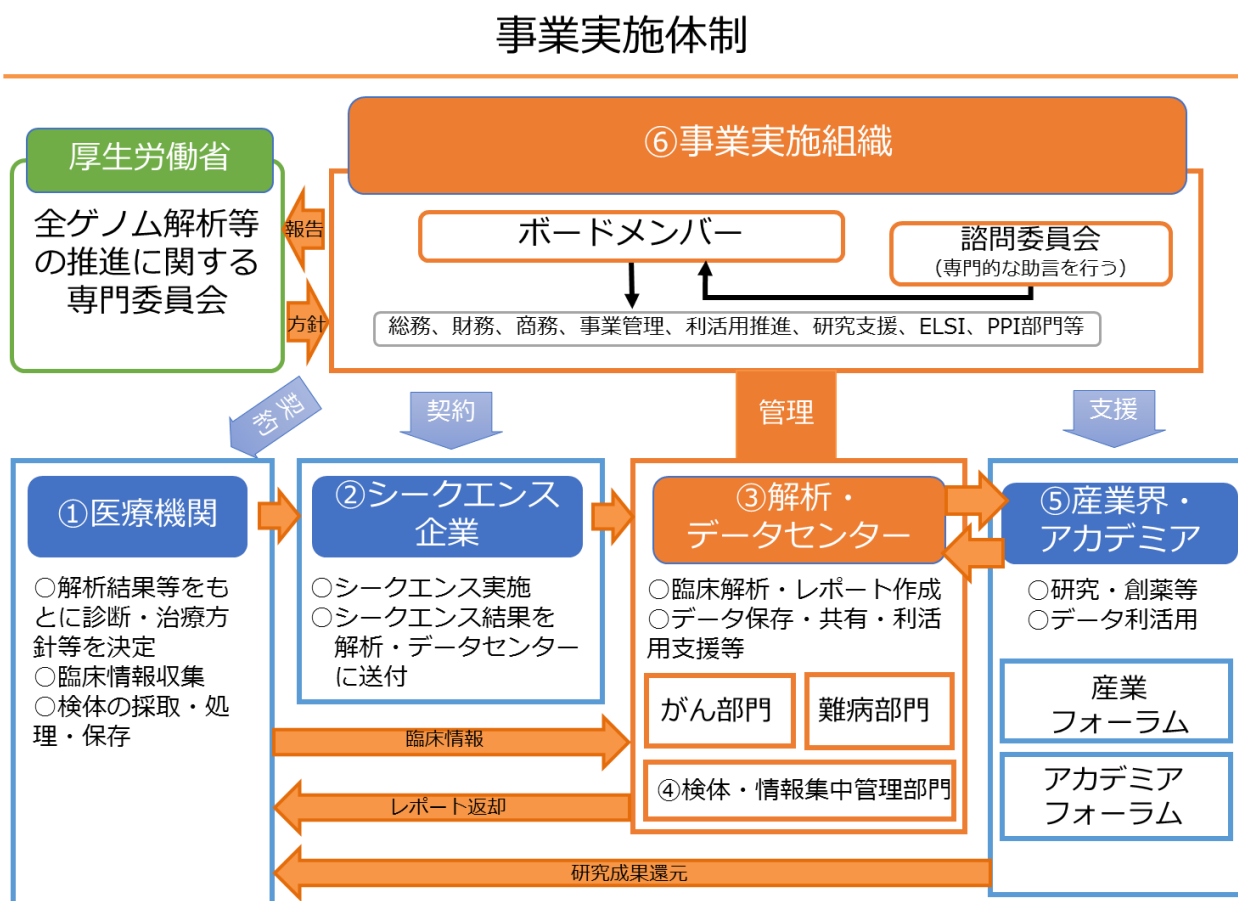 事業実施体制
厚生労働省
全ゲノム解析等
の推進に関する
専門委員会
報告
方針
⑥事業実施組織
ボードメンバー
諮問委員会
(専門的な助言を行う)
総務、財務、商務、事業管理、利活用推進、研究支援、ELSI、PPI部門等
契約
契約
管理
支援
①医療機関
○解析結果等をも
とに診断・治療方
針等を決定
○臨床情報収集
○検体の採取・処
理・保存
②シークエンス
企業
○シークエンス実施
○シークエンス結果を
解析・データセンター
に送付
③解析・
データセンター
○臨床解析・レポート作成
○データ保存・共有・利活
用支援等
がん部門
難病部門
④検体・情報集中管理部門
⑤産業界・
アカデミア
○研究・創薬等
○データ利活用
産業
フォーラム
アカデミア
フォーラム
臨床情報
レポート返却
研究成果還元